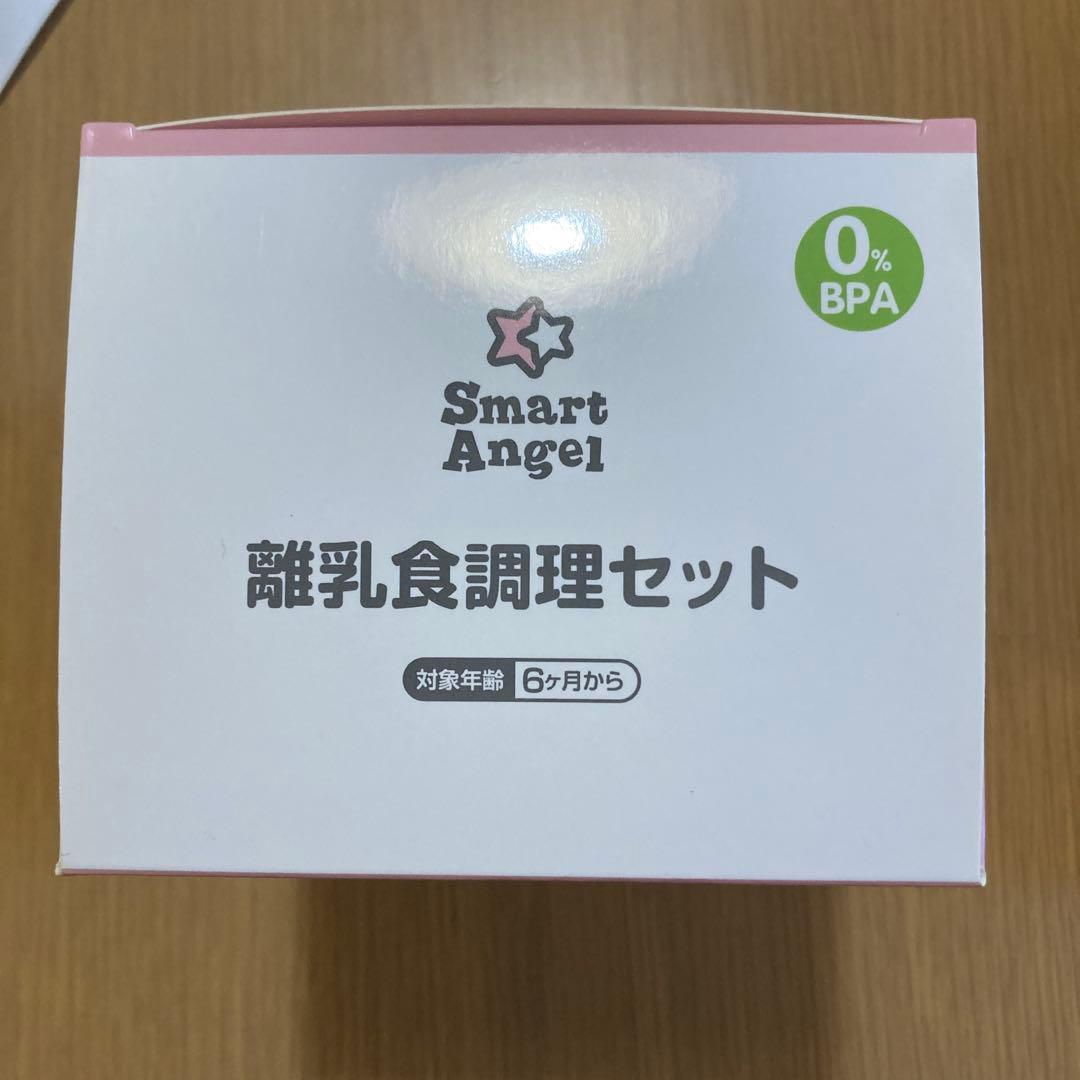 0%
BPA
Smart
Angel
離乳食調理セット
対象年齢 6ヶ月から